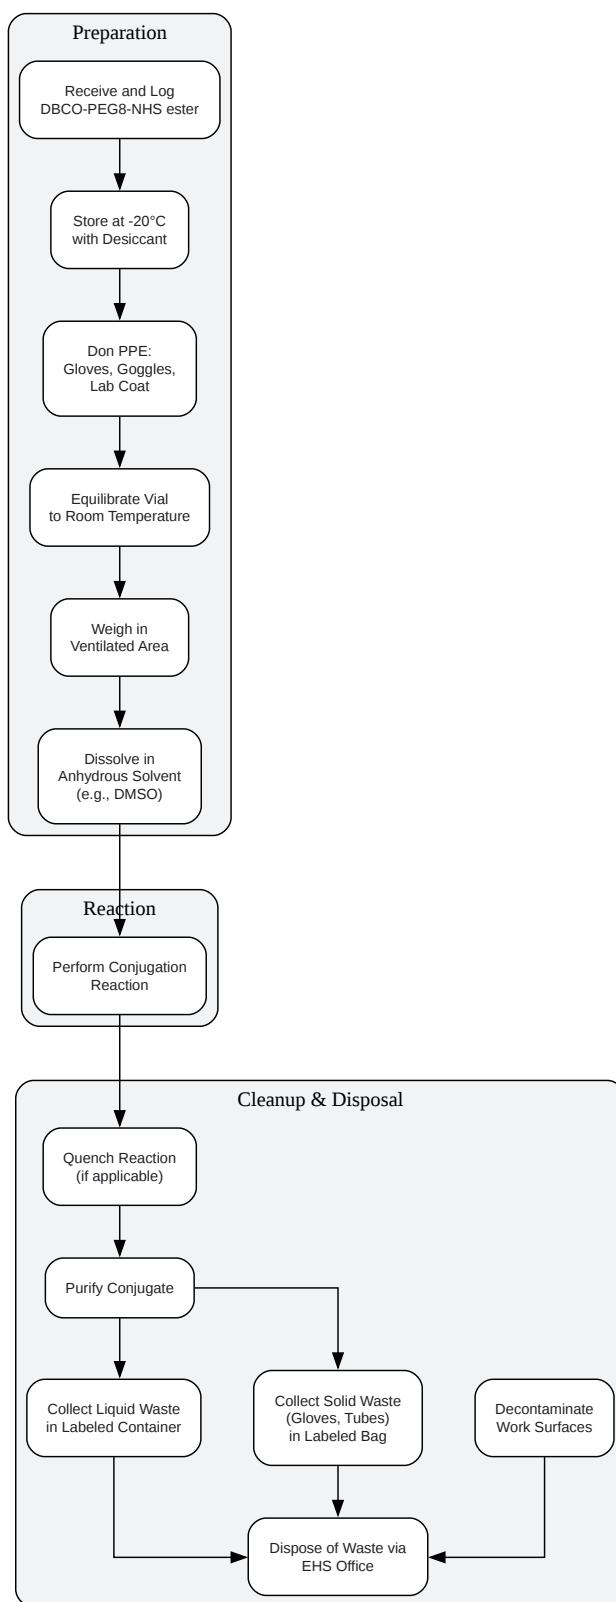 Preparation
Receive and Log
DBCO-PEG8-NHS ester
Store at -20°C
with Desiccant
Don PPE:
Gloves, Goggles,
Lab Coat
Equilibrate Vial
to Room Temperature
Weigh in
Ventilated Area
Dissolve in
Anhydrous Solvent
(e.g., DMSO)
Reaction
Perform Conjugation
Reaction
Cleanup & Disposal
Quench Reaction
(if applicable)
Purify Conjugate
Collect Liquid Waste
in Labeled Container
Collect Solid Waste
(Gloves, Tubes)
in Labeled Bag
Decontaminate
Work Surfaces
Dispose of Waste via
EHS Office